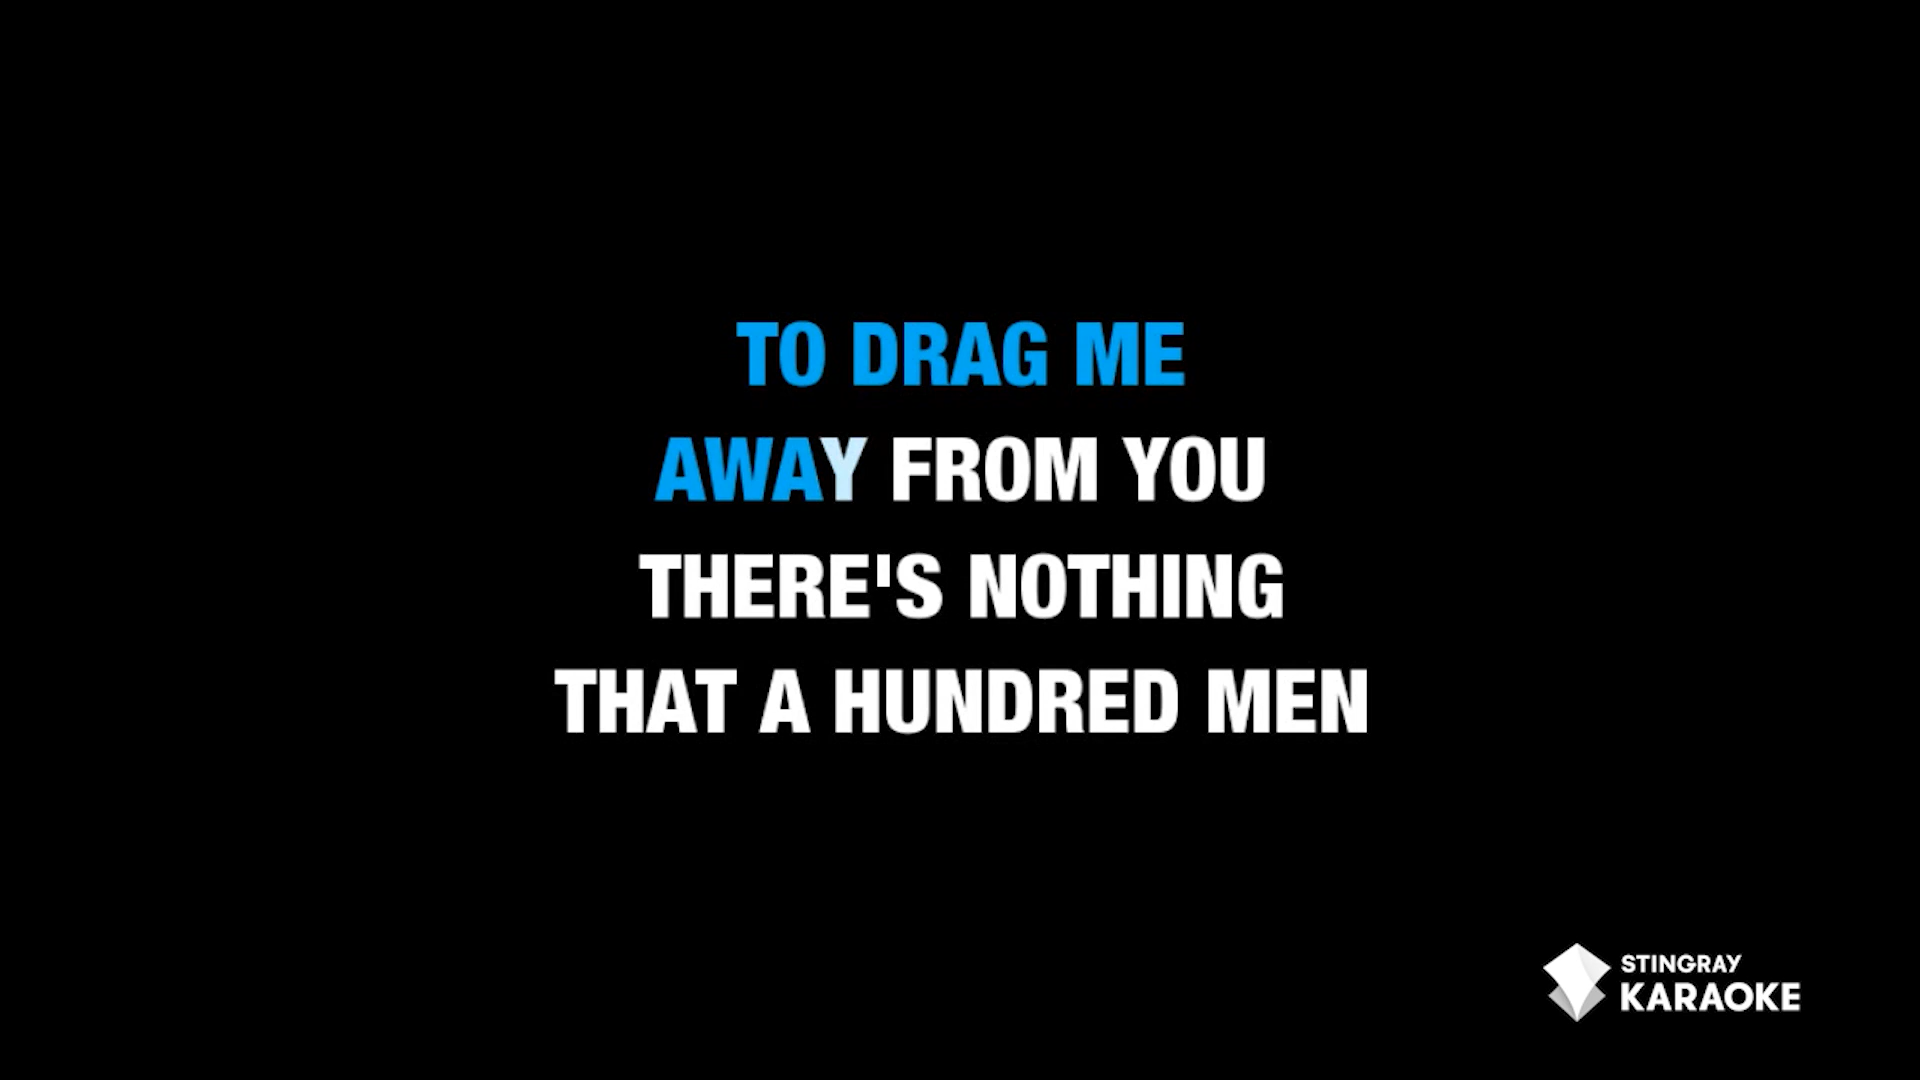 TO DRAG ME
AWAY FROM YOU
THERE'S NOTHING
THAT A HUNDRED MEN
STINGRAY
KARAOKE